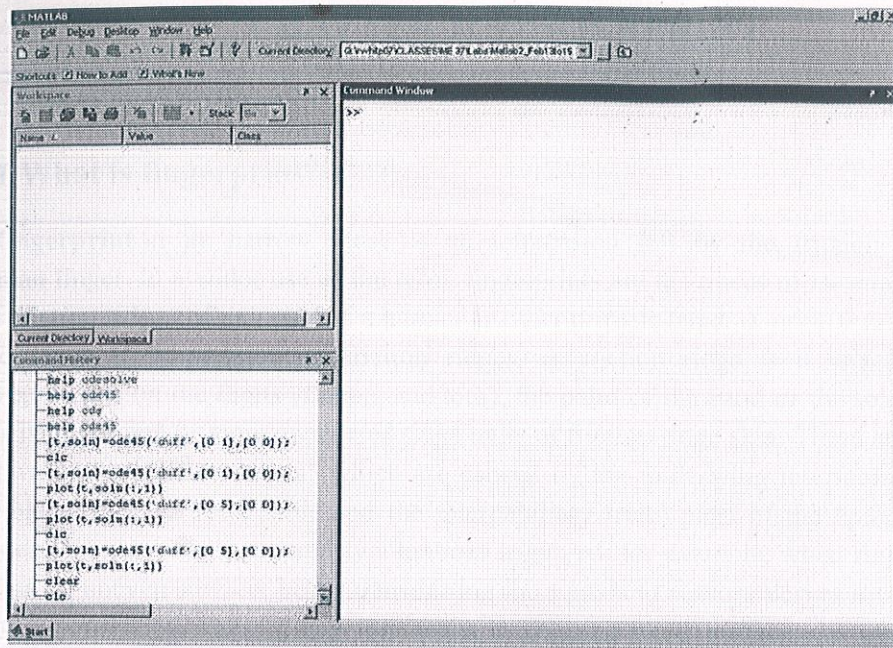 MATLAB
File Edit Debug Desktop Window Help
Current Directory:
Shortcuts How to Add What's New
Workspace
Stack:
Name Value Class
Current Directory Workspace
Command History
help odesolve
help ode45
help ode
help ode45
[t,soln]=ode45('duff',[0 1],[0 0]);
clc
[t,soln]=ode45('duff',[0 1],[0 0]);
plot(t,soln(:,1))
[t,soln]=ode45('duff',[0 5],[0 0]);
plot(t,soln(:,1))
clc
[t,soln]=ode45('duff',[0 5],[0 0]);
plot(t,soln(:,1))
clear
clc
Start
Command Window
>>